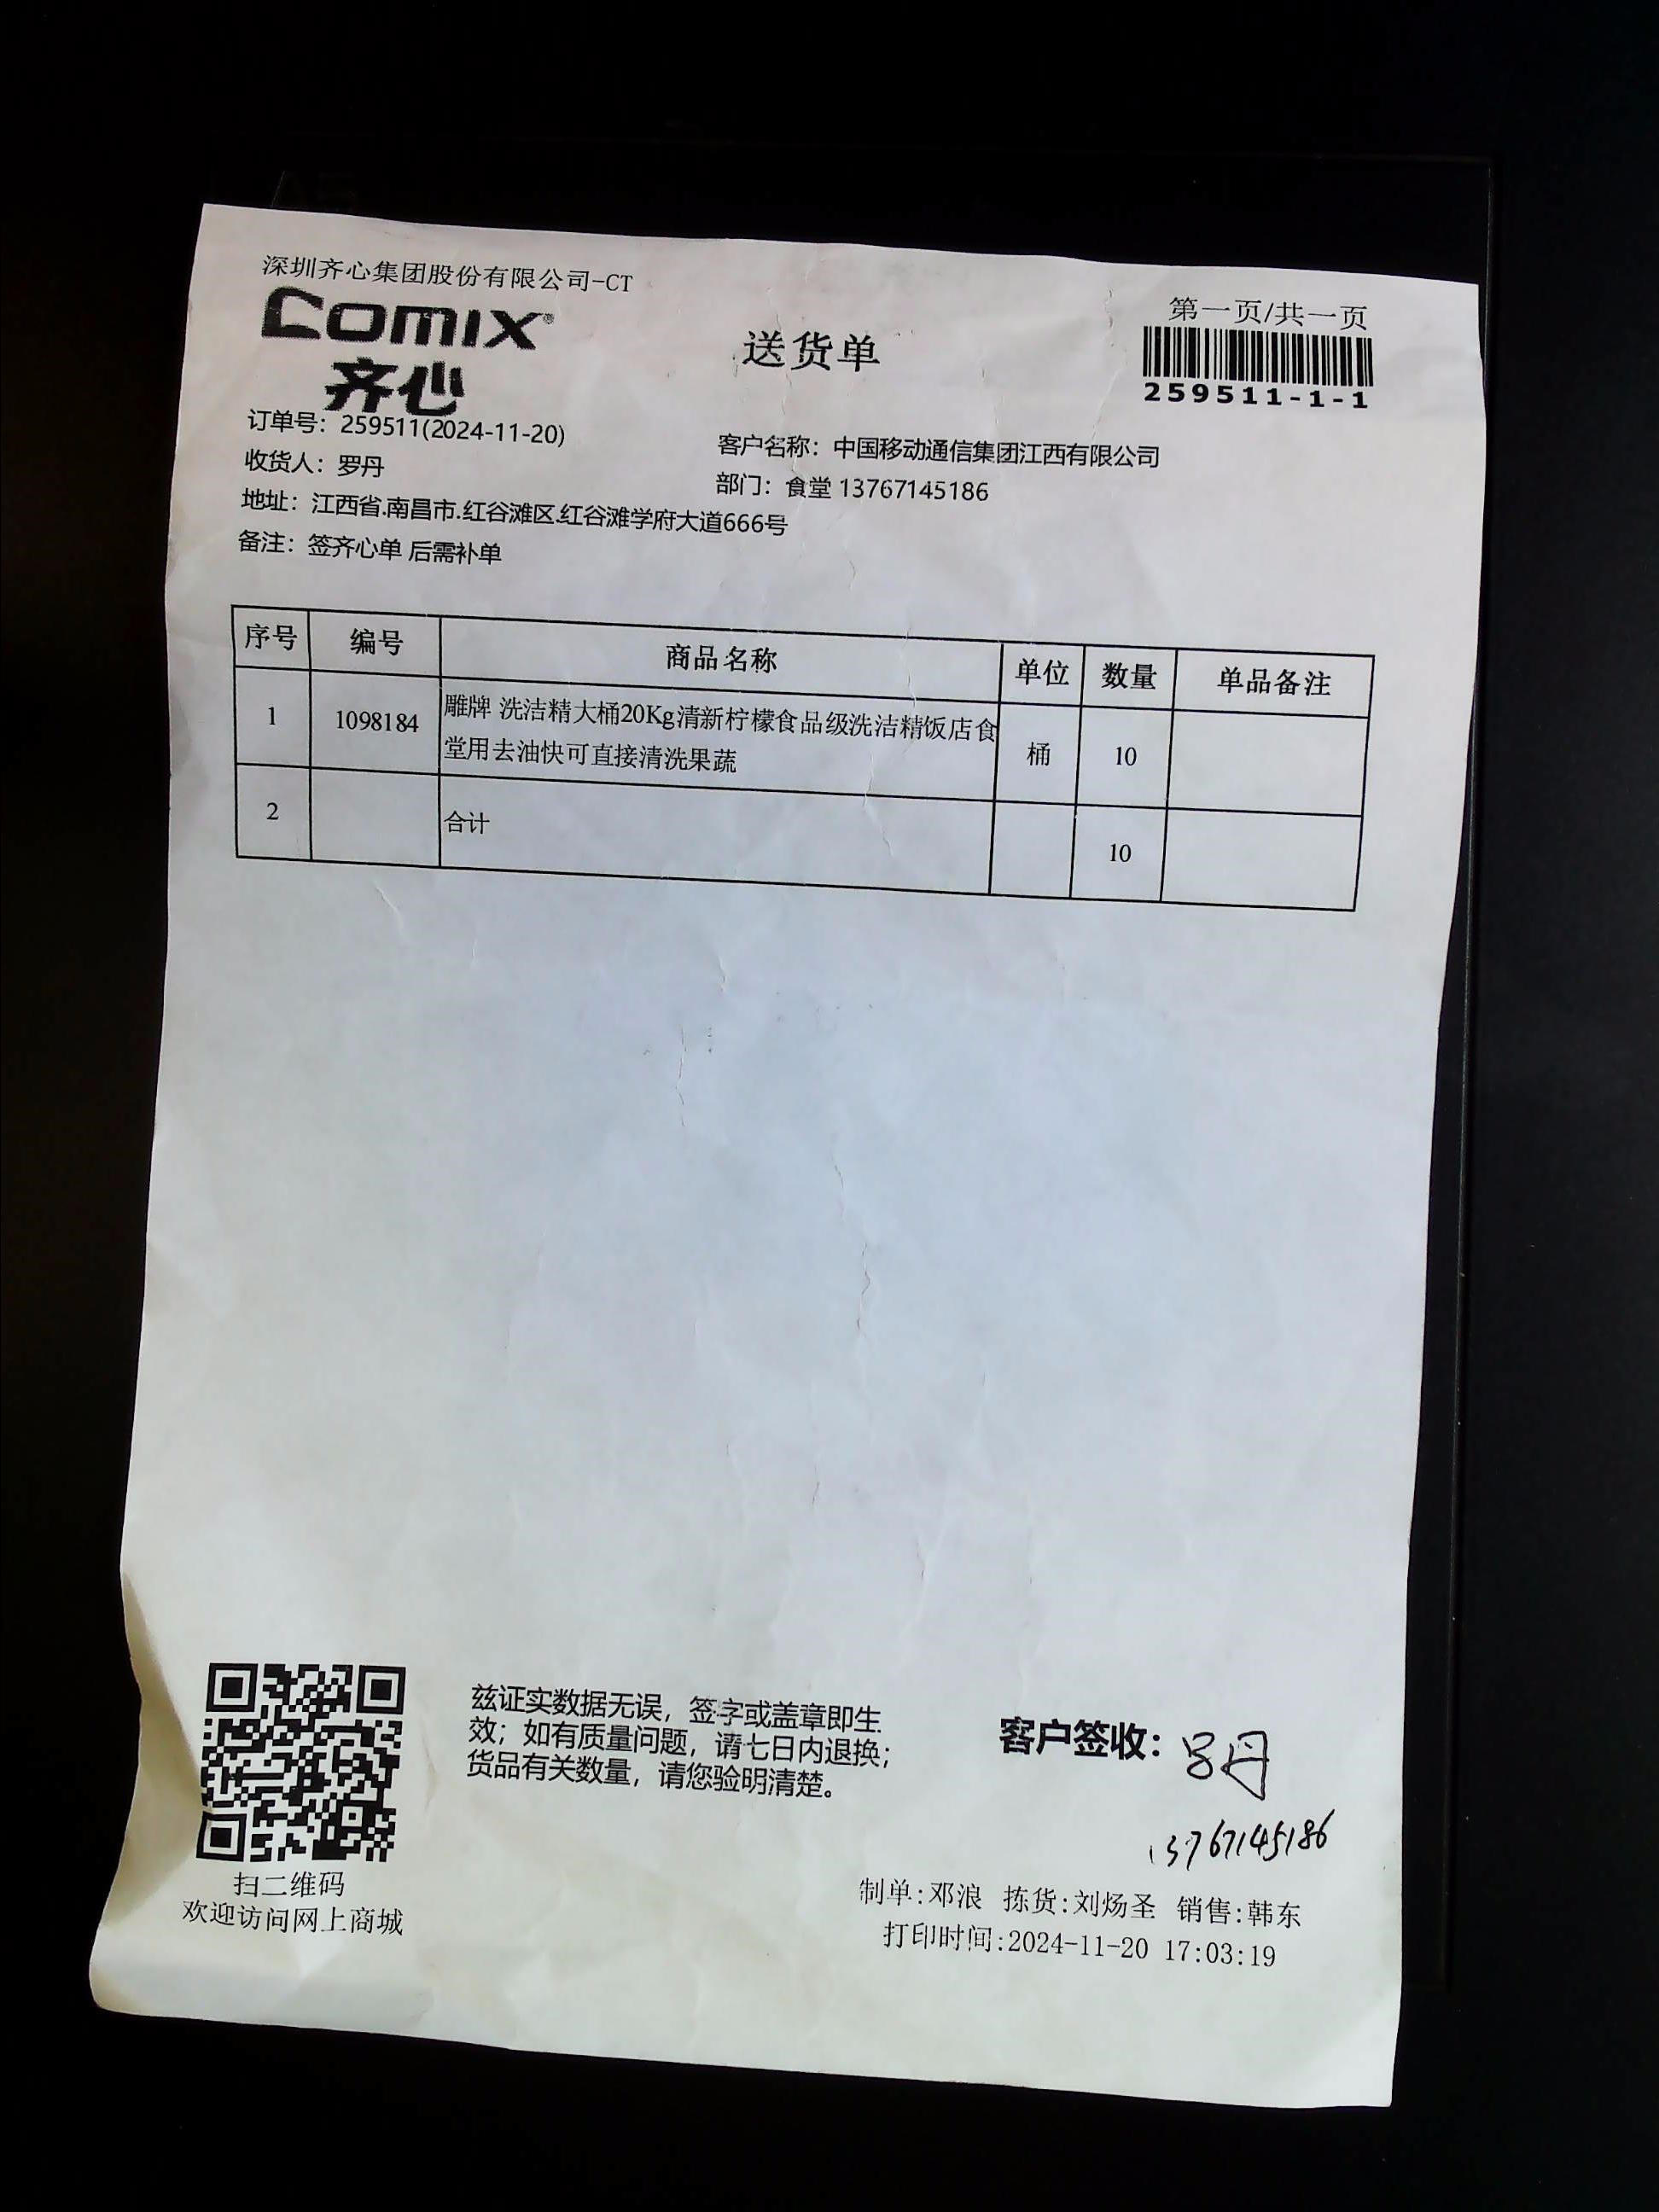 深圳齐心集团股份有限公司-CT
comix®
齐心
送货单
第一页/共一页
259511-1-1
订单号：259511(2024-11-20)
客户名称：中国移动通信集团江西有限公司
收货人：罗丹
部门：食堂 13767145186
地址：江西省.南昌市.红谷滩区.红谷滩学府大道666号
备注：签齐心单 后需补单
序号 编号 商品名称 单位 数量 单品备注
1 1098184 雕牌 洗洁精大桶20Kg清新柠檬食品级洗洁精饭店食
堂用去油快可直接清洗果蔬 桶 10
2 合计 10
兹证实数据无误，签字或盖章即生
效；如有质量问题，请七日内退换；
货品有关数量，请您验明清楚。
客户签收：
13767145186
扫二维码
欢迎访问网上商城
制单:邓浪 拣货:刘炀圣 销售:韩东
打印时间:2024-11-20 17:03:19